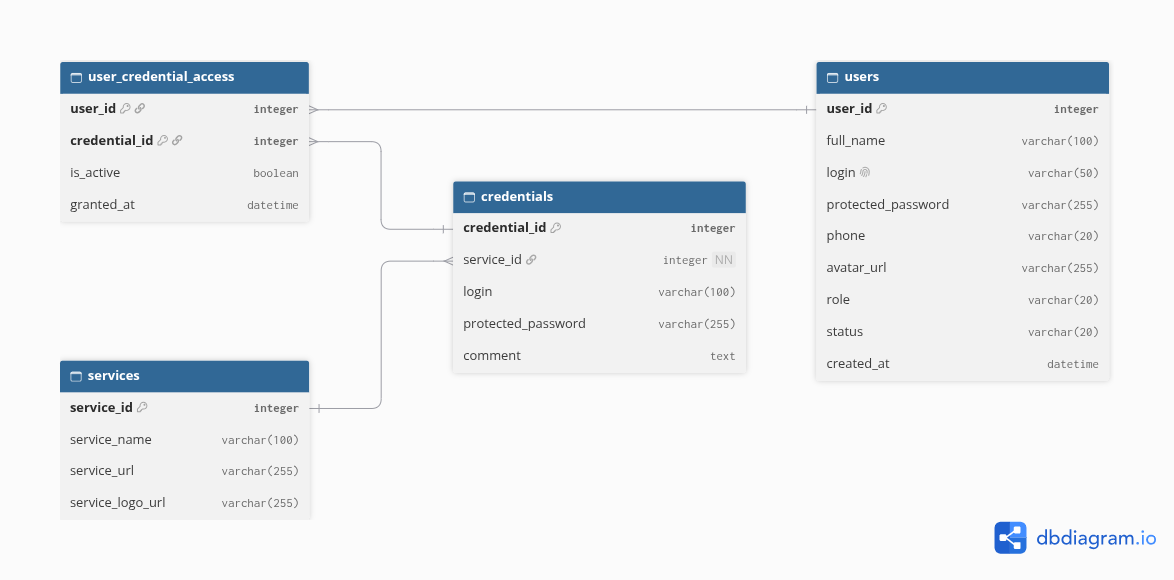 user_credential_access
user_id integer
credential_id integer
is_active boolean
granted_at datetime
users
user_id integer
full_name varchar(100)
login varchar(50)
protected_password varchar(255)
phone varchar(20)
avatar_url varchar(255)
role varchar(20)
status varchar(20)
created_at datetime
credentials
credential_id integer
service_id integer NN
login varchar(100)
protected_password varchar(255)
comment text
services
service_id integer
service_name varchar(100)
service_url varchar(255)
service_logo_url varchar(255)
dbdiagram.io